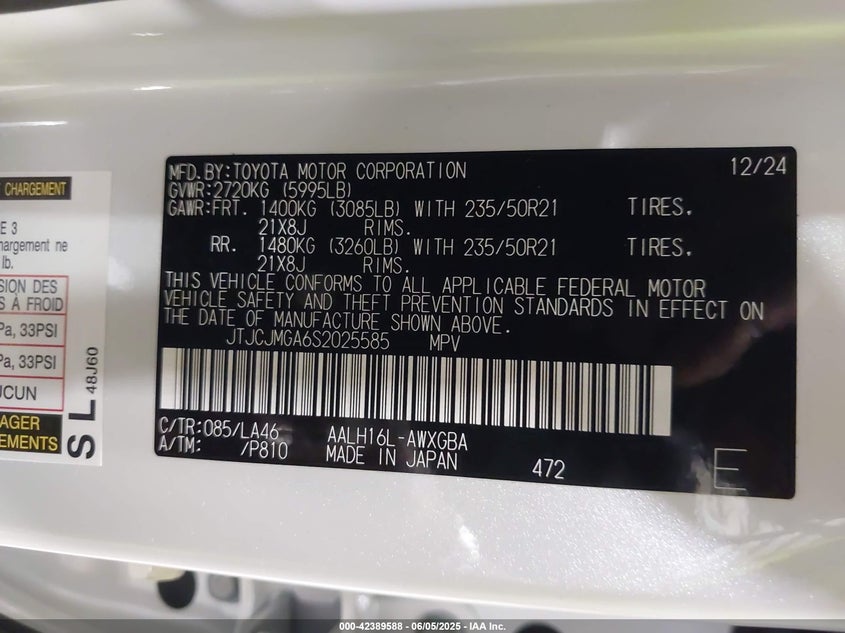 CHARGEMENT
E 3
hargement ne
lb.
SION DES
S À FROID
Pa, 33PSI
Pa, 33PSI
UCUN
AGER
EMENTS
S L 48J60
MFD.BY:TOYOTA MOTOR CORPORATION 12/24
GVWR:2720KG (5995LB)
GAWR:FRT. 1400KG (3085LB) WITH 235/50R21 TIRES,
21X8J RIMS.
RR. 1480KG (3260LB) WITH 235/50R21 TIRES,
21X8J RIMS.
THIS VEHICLE CONFORMS TO ALL APPLICABLE FEDERAL MOTOR
VEHICLE SAFETY AND THEFT PREVENTION STANDARDS IN EFFECT ON
THE DATE OF MANUFACTURE SHOWN ABOVE.
JTJCJMGA6S2025585 MPV
C/TR:085/LA46 AALH16L-AWXGBA
A/TM: /P810 MADE IN JAPAN 472 E
000-42389588 - 06/05/2025 - IAA Inc.